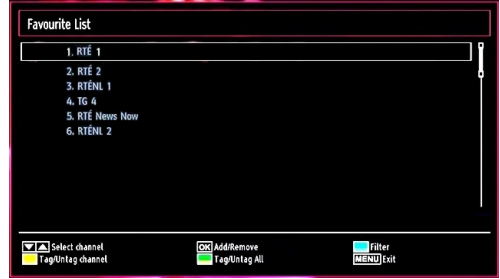 Favourite List
1. RTÉ 1
2. RTÉ 2
3. RTÉNL 1
4. TG 4
5. RTÉ News Now
6. RTÉNL 2
Select channel OK Add/Remove Filter
Tag/Untag channel Tag/Untag All MENU Exit